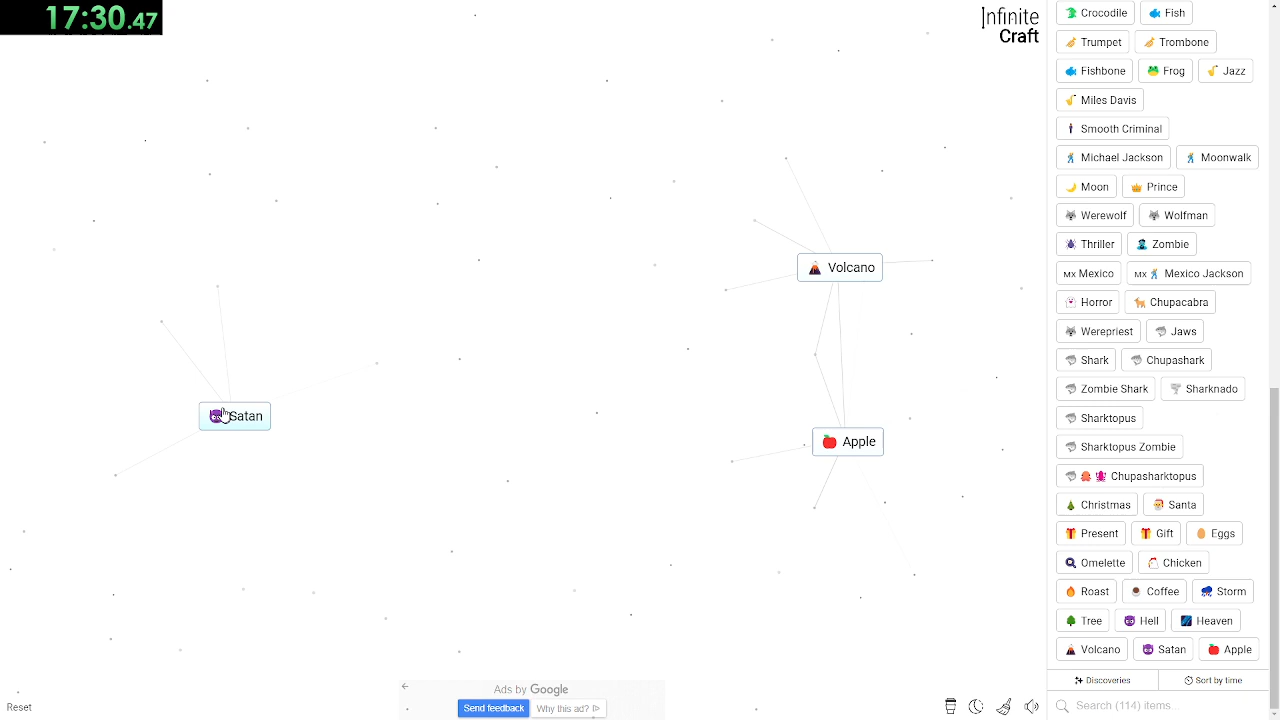 17:30.47
Infinite
Craft
Crocodile Fish
Trumpet Trombone
Fishbone Frog Jazz
Miles Davis
Smooth Criminal
Michael Jackson Moonwalk
Moon Prince
Werewolf Wolfman
Thriller Zombie
MX Mexico MX Mexico Jackson
Horror Chupacabra
Werepriest Jaws
Shark Chupashark
Zombie Shark Sharknado
Sharktopus
Sharktopus Zombie
Chupasharktopus
Christmas Santa
Present Gift Eggs
Omelette Chicken
Heat Coffee Storm
Hell Heaven
Volcano Satan Apple
Volcano
Satan
Apple
Discoveries Sort by time
Search (114) items...
Ads by Google
Send feedback Why this ad?
Reset